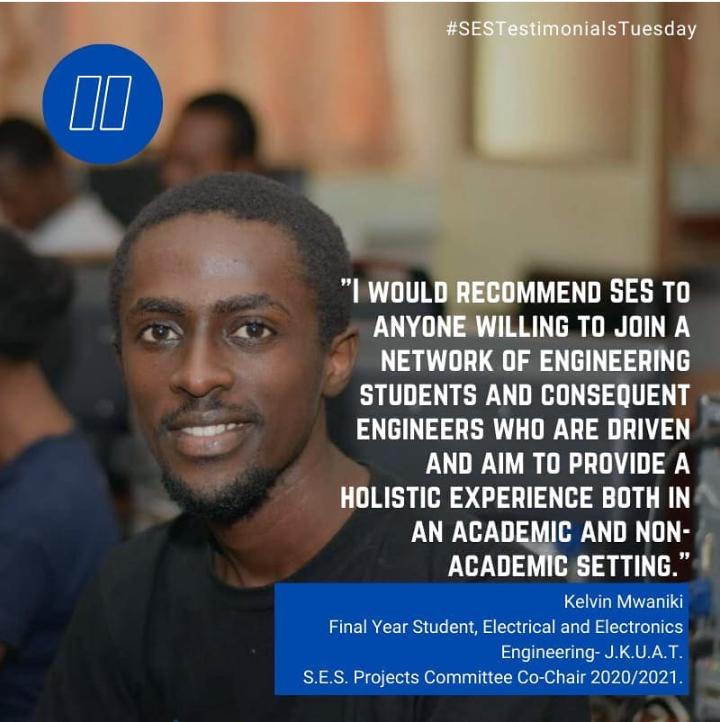 #SESTestimonialsTuesday
"I WOULD RECOMMEND SES TO
ANYONE WILLING TO JOIN A
NETWORK OF ENGINEERING
STUDENTS AND CONSEQUENT
ENGINEERS WHO ARE DRIVEN
AND AIM TO PROVIDE A
HOLISTIC EXPERIENCE BOTH IN
AN ACADEMIC AND NON-
ACADEMIC SETTING."
Kelvin Mwaniki
Final Year Student, Electrical and Electronics
Engineering- J.K.U.A.T.
S.E.S. Projects Committee Co-Chair 2020/2021.